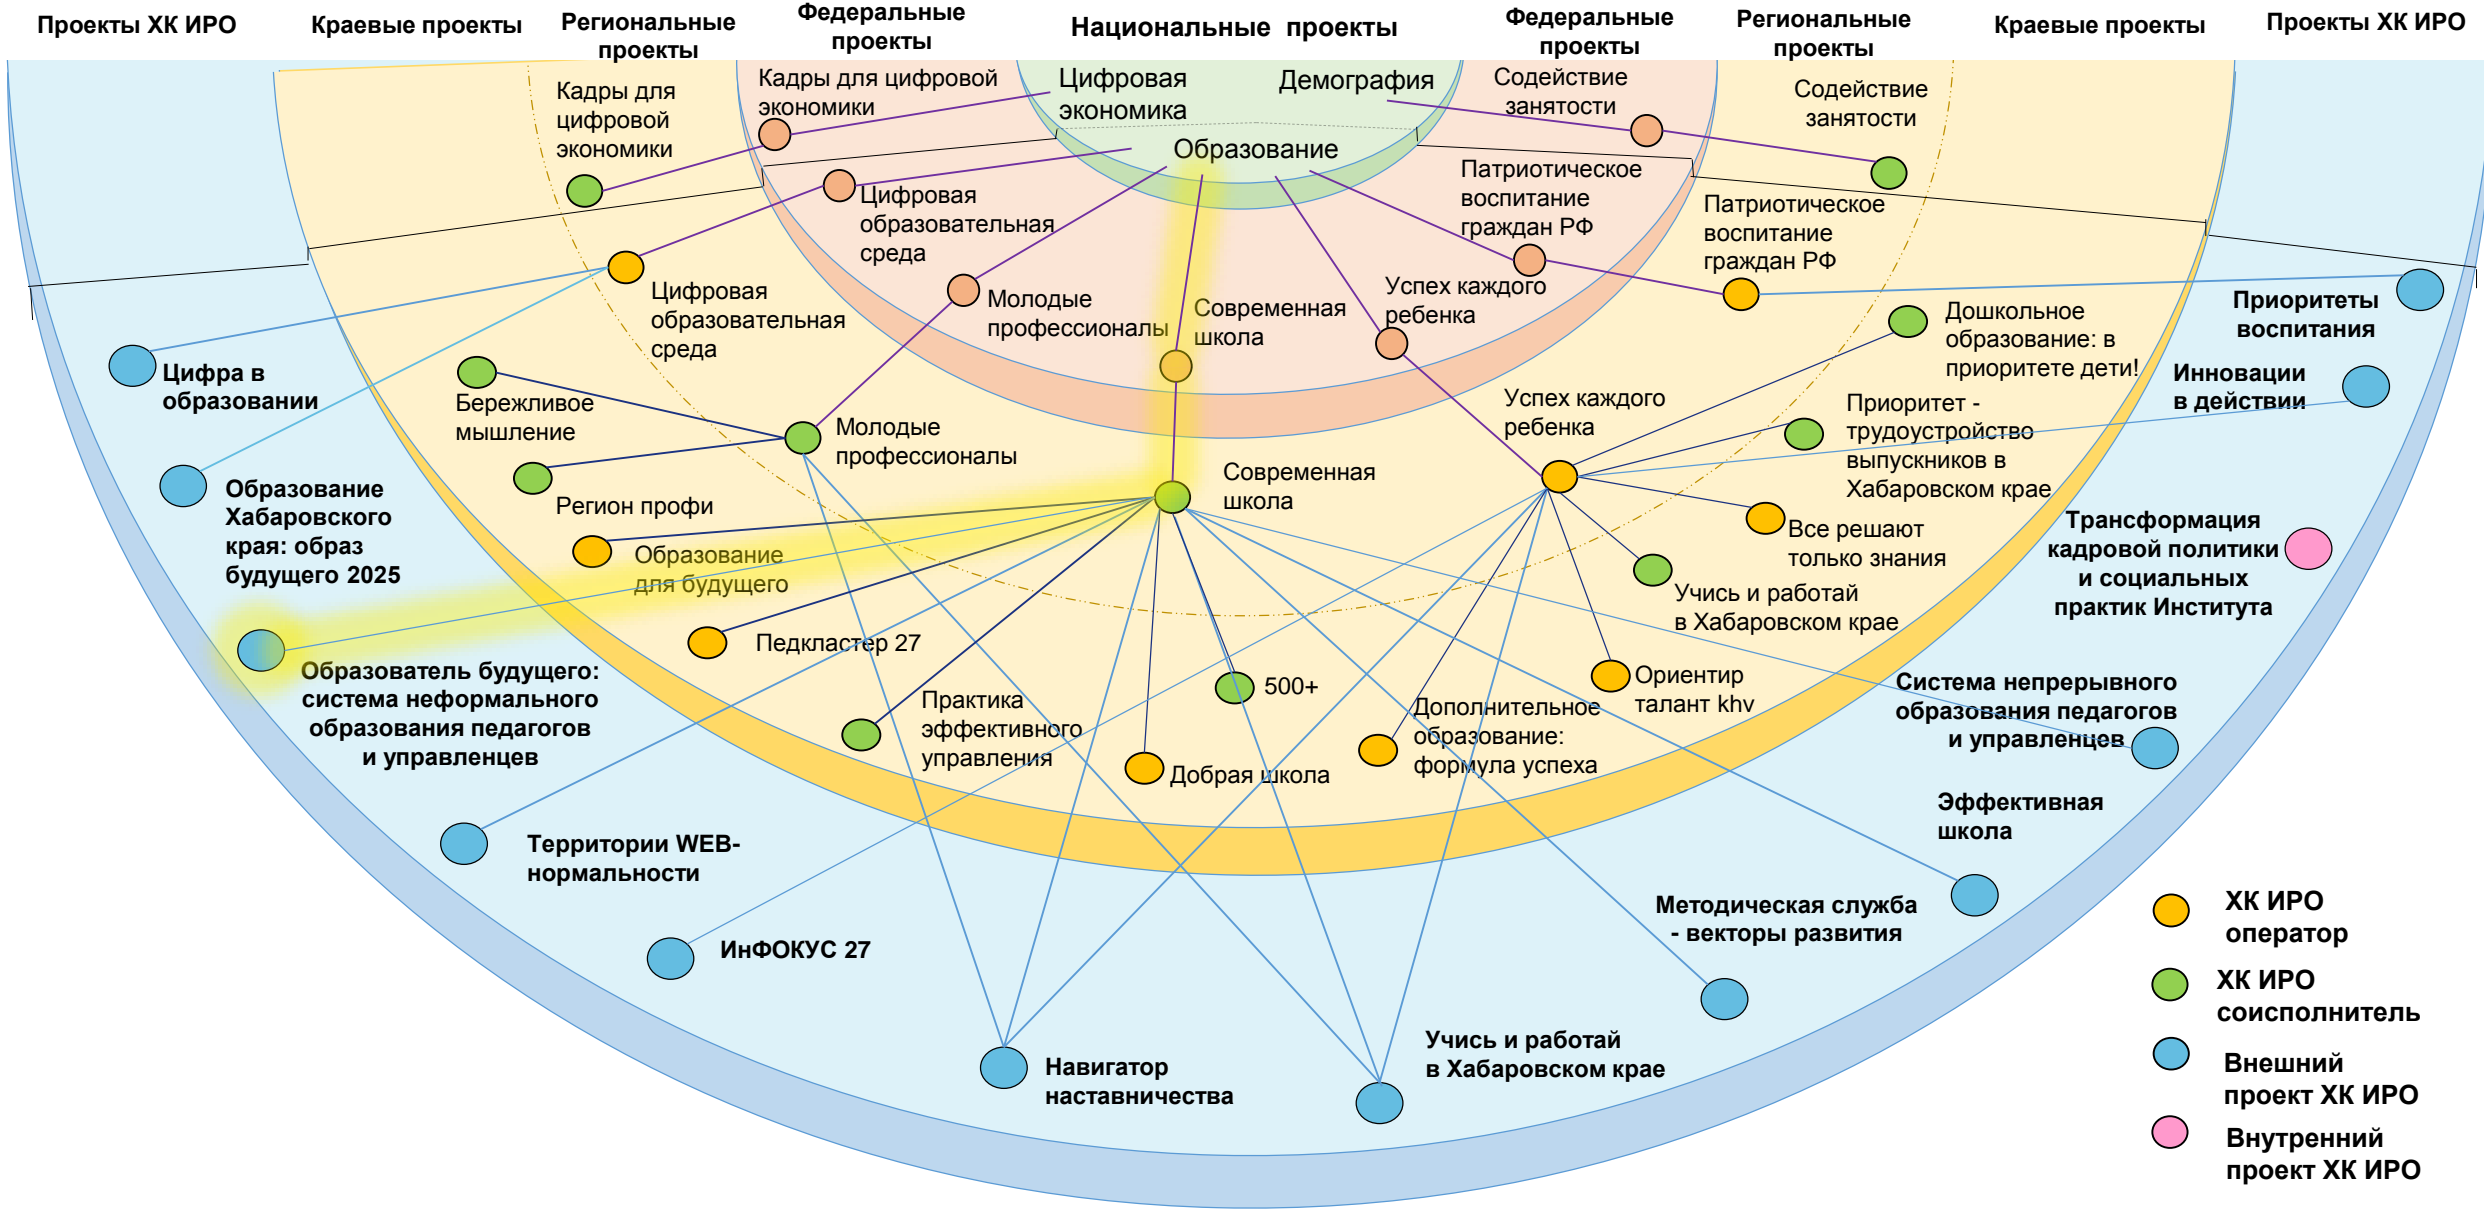 Проекты ХК ИРО
Краевые проекты
Региональные
проекты
Федеральные
проекты
Национальные проекты
Федеральные
проекты
Региональные
проекты
Краевые проекты
Проекты ХК ИРО
Кадры для
цифровой
экономики
Кадры для цифровой
экономики
Цифровая
экономика
Демография
Образование
Содействие
занятости
Содействие
занятости
Цифровая
образовательная
среда
Патриотическое
воспитание
граждан РФ
Патриотическое
воспитание
граждан РФ
Цифровая
образовательная
среда
Молодые
профессионалы
Современная
школа
Успех каждого
ребенка
Приоритеты
воспитания
Дошкольное
образование: в
приоритете дети!
Цифра в
образовании
Бережливое
мышление
Молодые
профессионалы
Успех каждого
ребенка
Приоритет -
трудоустройство
выпускников в
Хабаровском крае
Инновации
в действии
Образование
Хабаровского
края: образ
будущего 2025
Регион профи
Современная
школа
Все решают
только знания
Трансформация
кадровой политики
и социальных
практик Института
Образование
для будущего
Учись и работай
в Хабаровском крае
Педкластер 27
Образователь будущего:
система неформального
образования педагогов
и управленцев
Практика
эффективного
управления
500+
Добрая школа
Дополнительное
образование:
формула успеха
Ориентир
талант khv
Система непрерывного
образования педагогов
и управленцев
Эффективная
школа
Территории WEB-
нормальности
ИнФОКУС 27
Методическая служба
- векторы развития
Навигатор
наставничества
Учись и работай
в Хабаровском крае
ХК ИРО
оператор
ХК ИРО
соисполнитель
Внешний
проект ХК ИРО
Внутренний
проект ХК ИРО